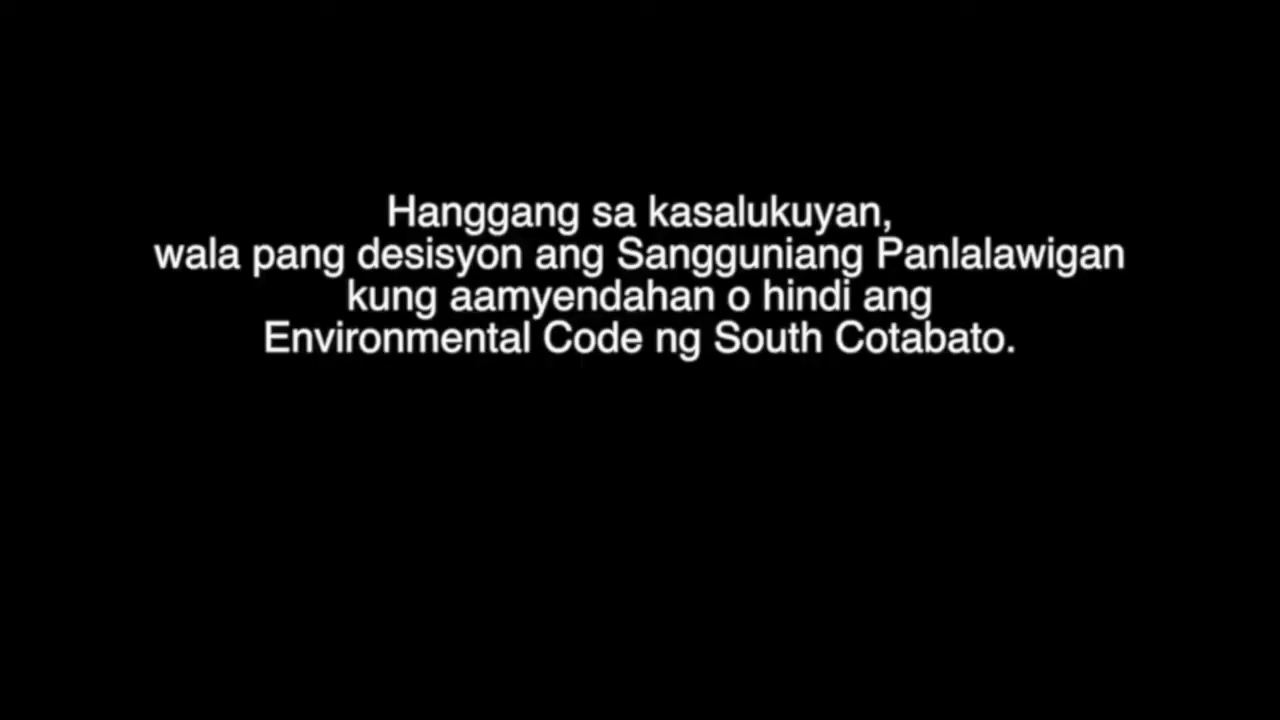 Hanggang sa kasalukuyan,
wala pang desisyon ang Sangguniang Panlalawigan
kung aamyendahan o hindi ang
Environmental Code ng South Cotabato.